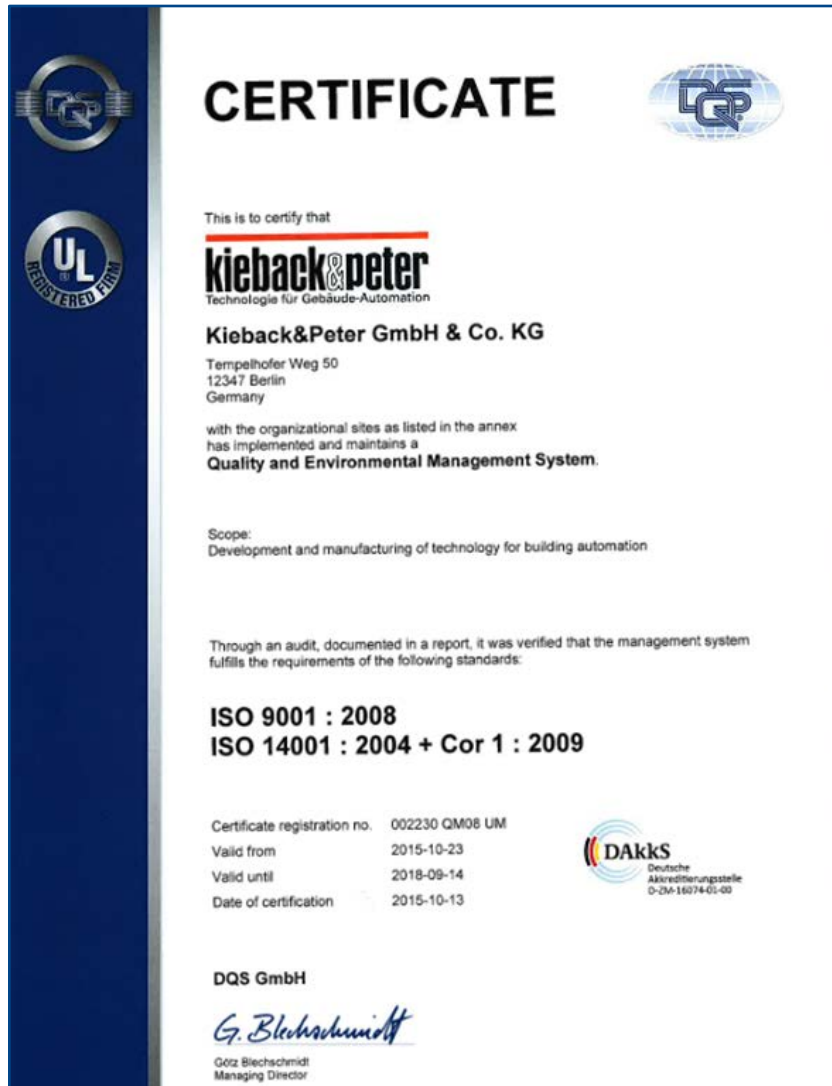 DQS
CERTIFICATE
DQS
This is to certify that
UL
REGISTERED FIRM
kieback&peter
Technologie für Gebäude-Automation
Kieback&Peter GmbH & Co. KG
Tempelhofer Weg 50
12347 Berlin
Germany
with the organizational sites as listed in the annex
has implemented and maintains a
Quality and Environmental Management System.
Scope:
Development and manufacturing of technology for building automation
Through an audit, documented in a report, it was verified that the management system
fulfills the requirements of the following standards:
ISO 9001 : 2008
ISO 14001 : 2004 + Cor 1 : 2009
Certificate registration no. 002230 QM08 UM
Valid from 2015-10-23
Valid until 2018-09-14
Date of certification 2015-10-13
DAkkS
Deutsche
Akkreditierungsstelle
D-ZM-16074-01-00
DQS GmbH
G. Blechschmidt
Götz Blechschmidt
Managing Director